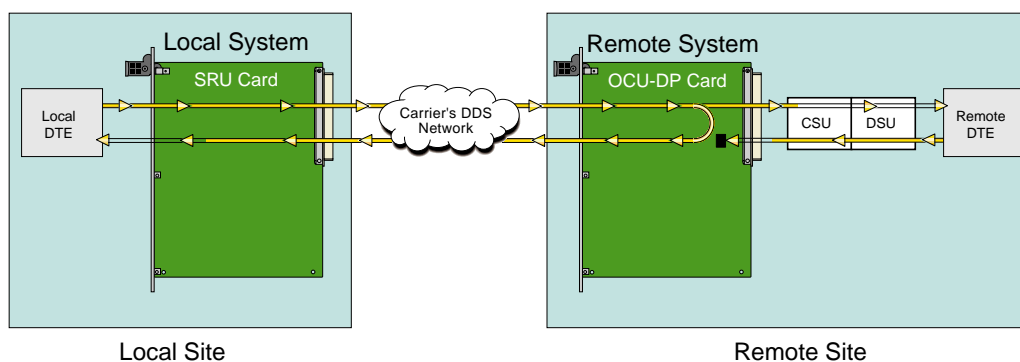 Local System
SRU Card
Local
DTE
Carrier's DDS
Network
Remote System
OCU-DP Card
CSU
DSU
Remote
DTE
Local Site
Remote Site